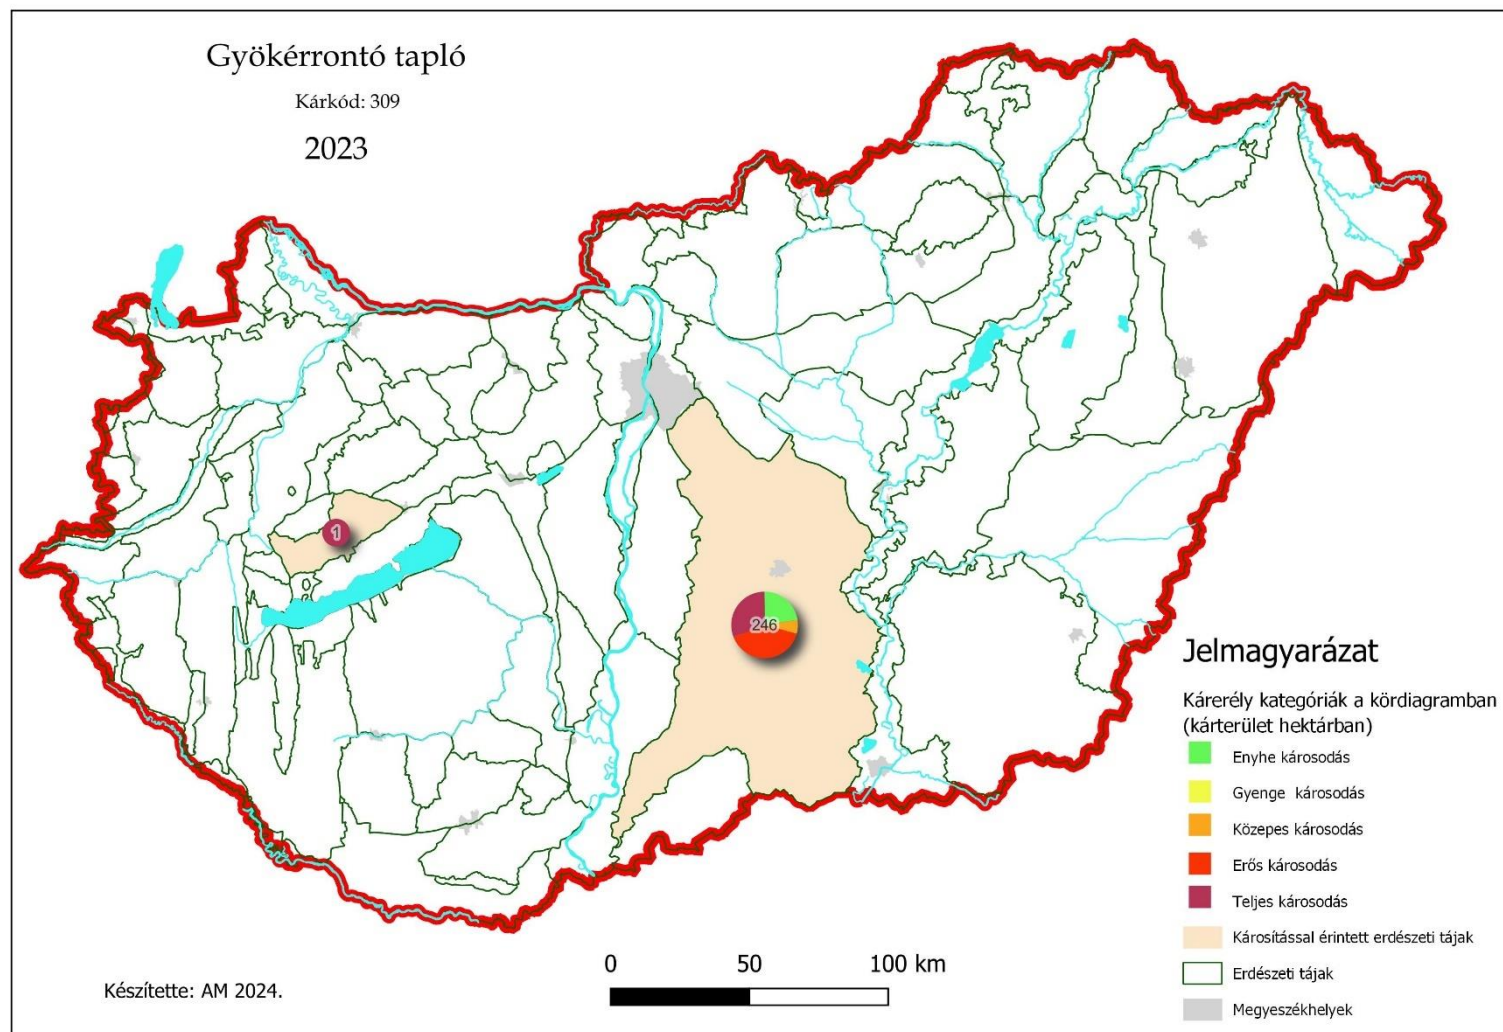 Gyökérrontó tapló
Kárkód: 309
2023
1
246
Jelmagyarázat
Kárerély kategóriák a kördiagramban
(kárterület hektárban)
Enyhe károsodás
Gyenge károsodás
Közepes károsodás
Erős károsodás
Teljes károsodás
Károsítással érintett erdészeti tájak
Erdészeti tájak
Megyeszékhelyek
0 50 100 km
Készítette: AM 2024.